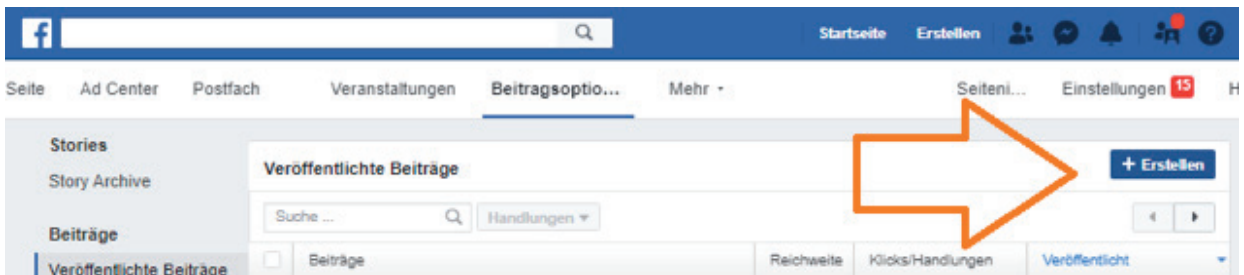 f
Startseite Erstellen
Seite Ad Center Postfach Veranstaltungen Beitragsoptio... Mehr Seiteni... Einstellungen 15 H
Stories
Story Archive
Beiträge
Veröffentlichte Beiträge
Veröffentlichte Beiträge + Erstellen
Suche ... Handlungen
Beiträge Reichweite Klicks/Handlungen Veröffentlicht